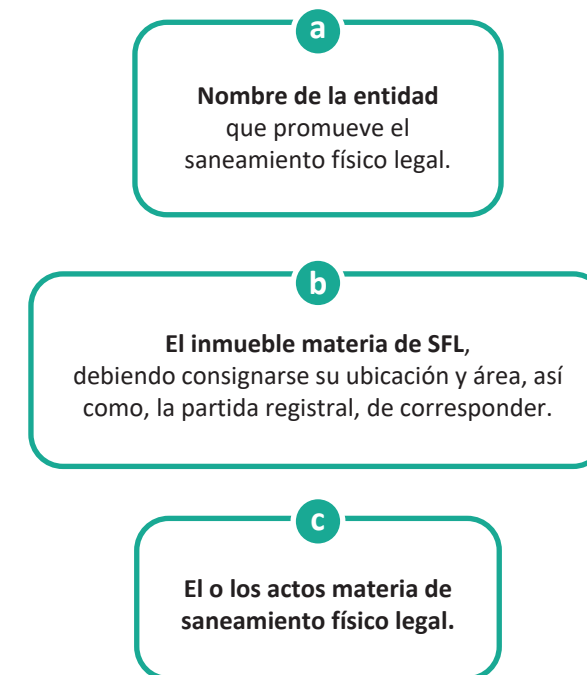 a
Nombre de la entidad
que promueve el
saneamiento físico legal.
b
El inmueble materia de SFL,
debiendo consignarse su ubicación y área, así
como, la partida registral, de corresponder.
c
El o los actos materia de
saneamiento físico legal.